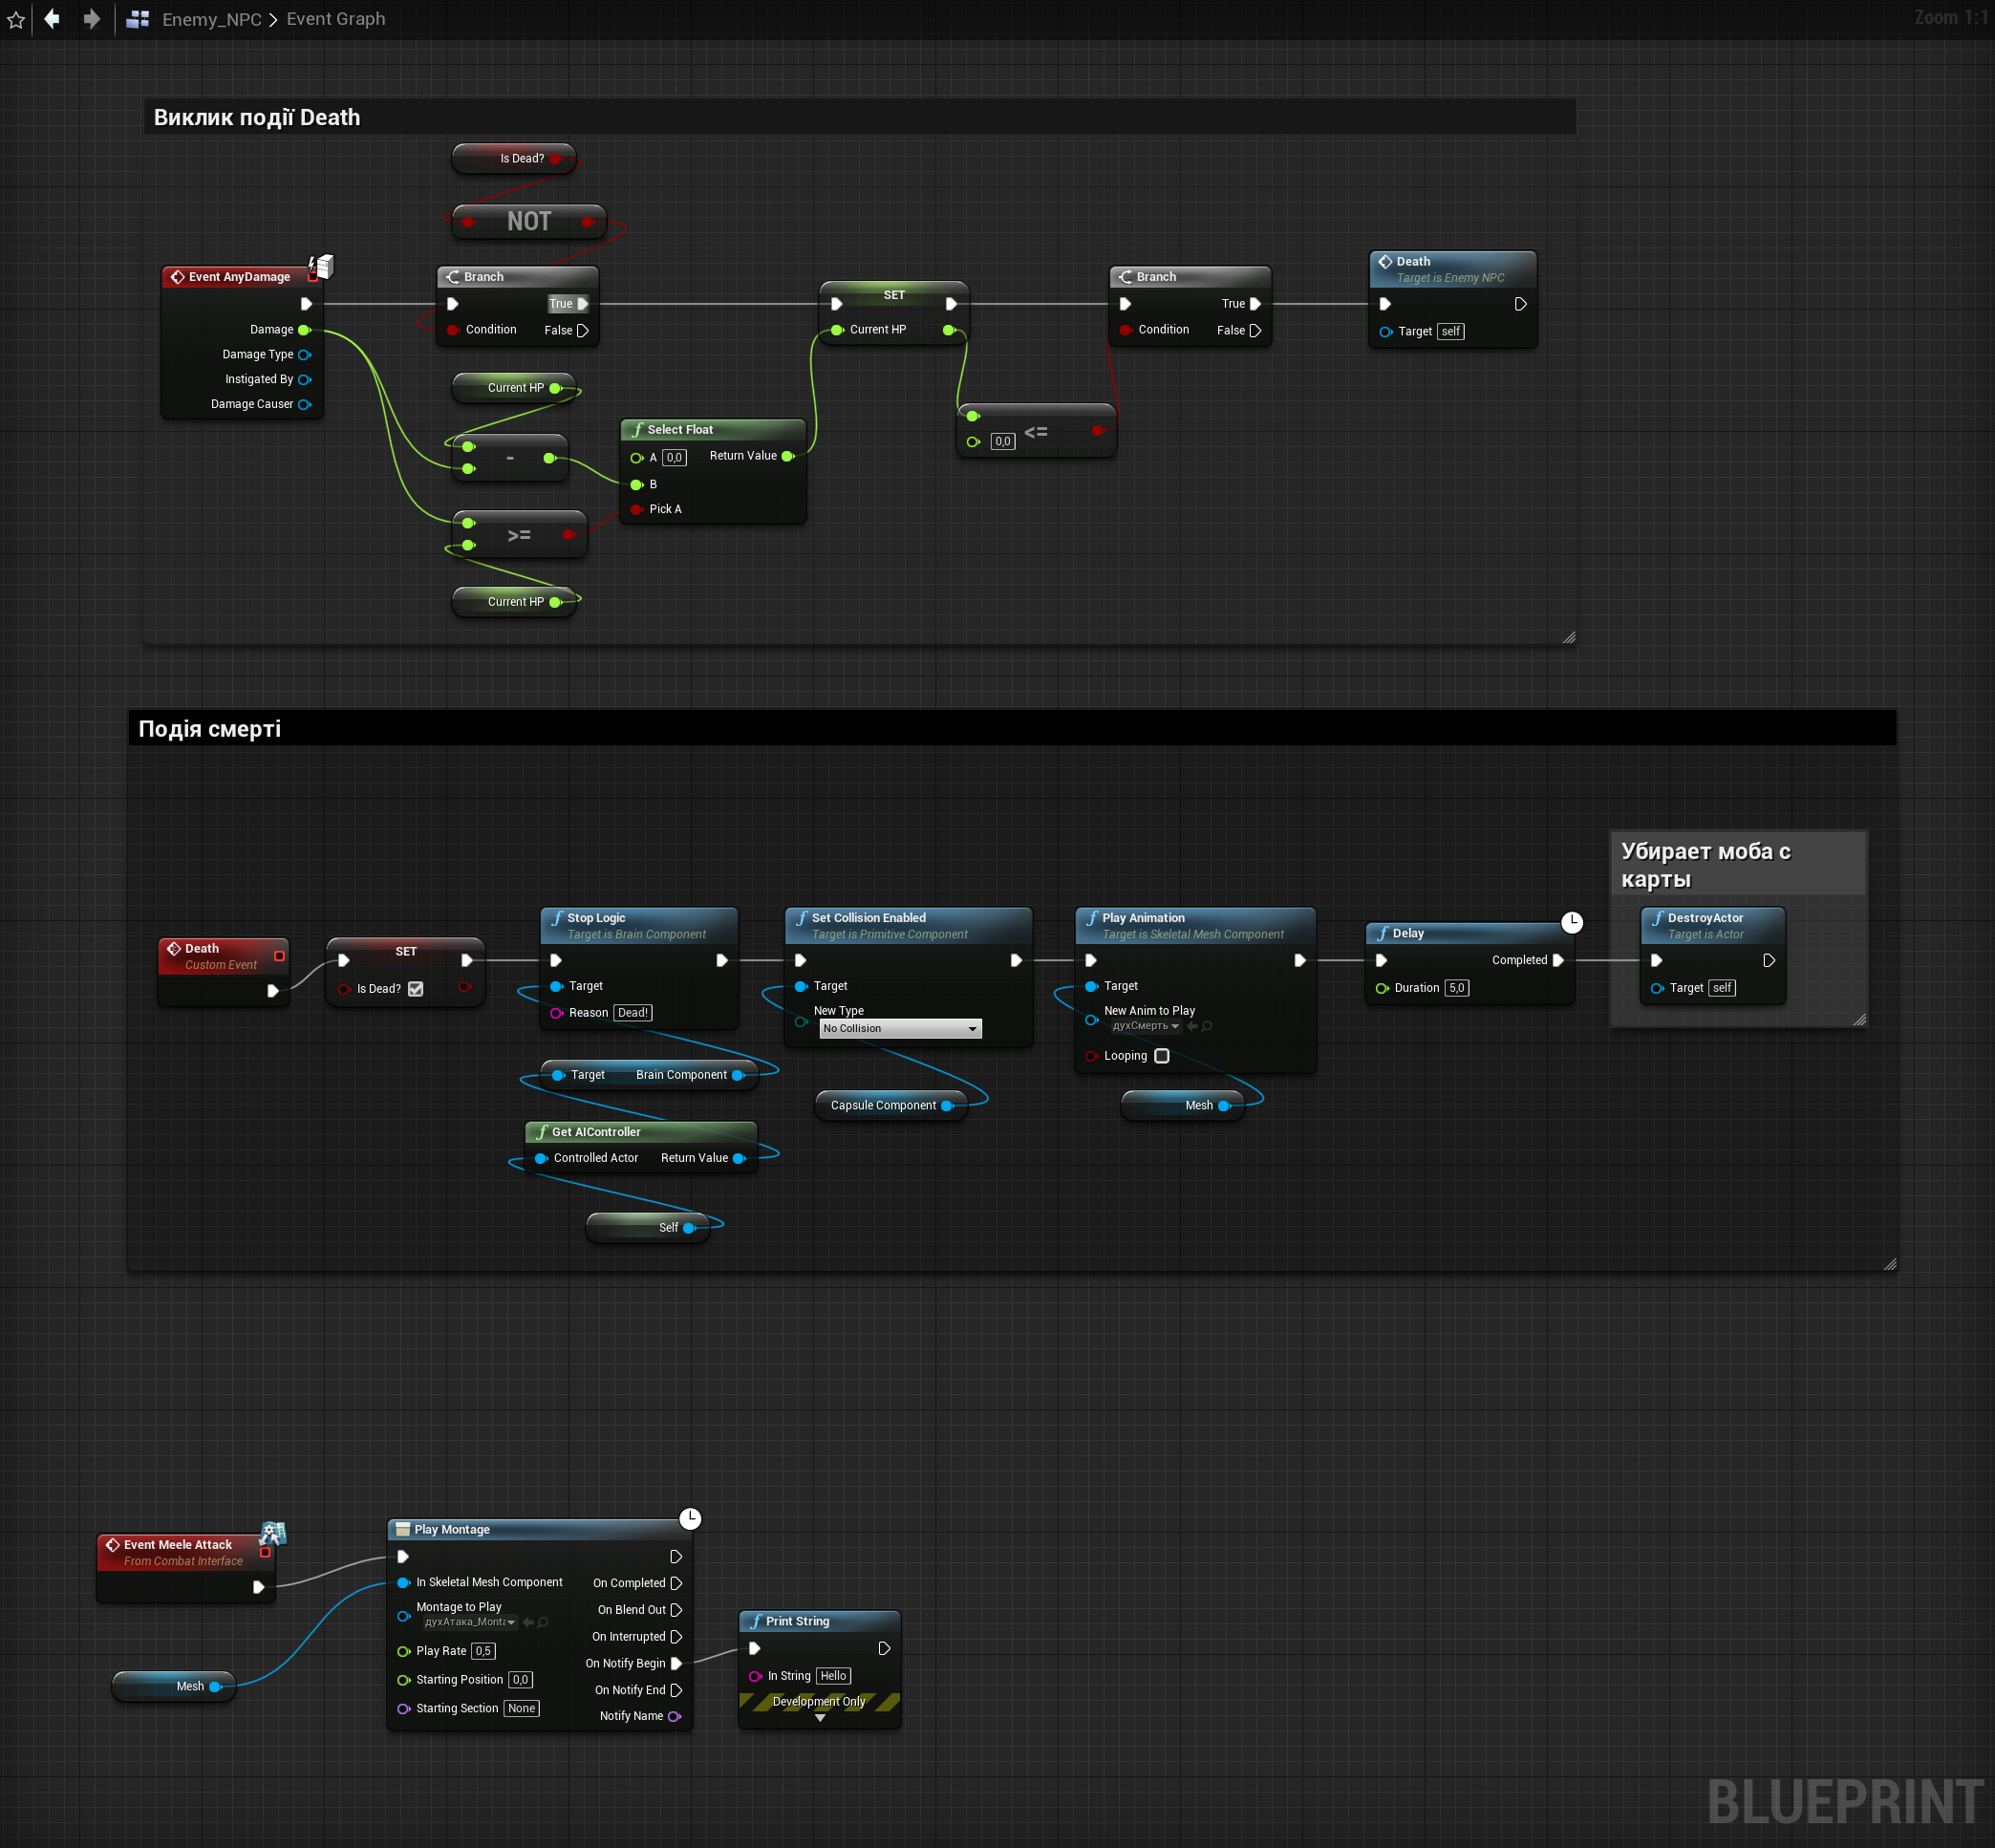 Enemy_NPC > Event Graph
Zoom 1:1
Виклик події Death
Is Dead?
NOT
Event AnyDamage
Damage
Damage Type
Instigated By
Damage Causer
Branch
True
Condition
False
Current HP
-
>=
Current HP
Select Float
A 0,0
Return Value
B
Pick A
SET
Current HP
0,0
<=
Branch
True
Condition
False
Death
Target is Enemy NPC
Target self
Подія смерті
Death
Custom Event
SET
Is Dead?
Stop Logic
Target is Brain Component
Target
Reason Dead!
Target Brain Component
Get AIController
Controlled Actor Return Value
Self
Set Collision Enabled
Target is Primitive Component
Target
New Type
No Collision
Capsule Component
Play Animation
Target is Skeletal Mesh Component
Target
New Anim to Play
духСмерть
Looping
Mesh
Delay
Completed
Duration 5,0
Убирает моба с
карты
DestroyActor
Target is Actor
Target self
Event Meele Attack
From Combat Interface
Mesh
Play Montage
In Skeletal Mesh Component
On Completed
Montage to Play
духАтака_Monta
On Blend Out
On Interrupted
Play Rate 0,5
On Notify Begin
Starting Position 0,0
On Notify End
Starting Section None
Notify Name
Print String
In String Hello
Development Only
BLUEPRINT